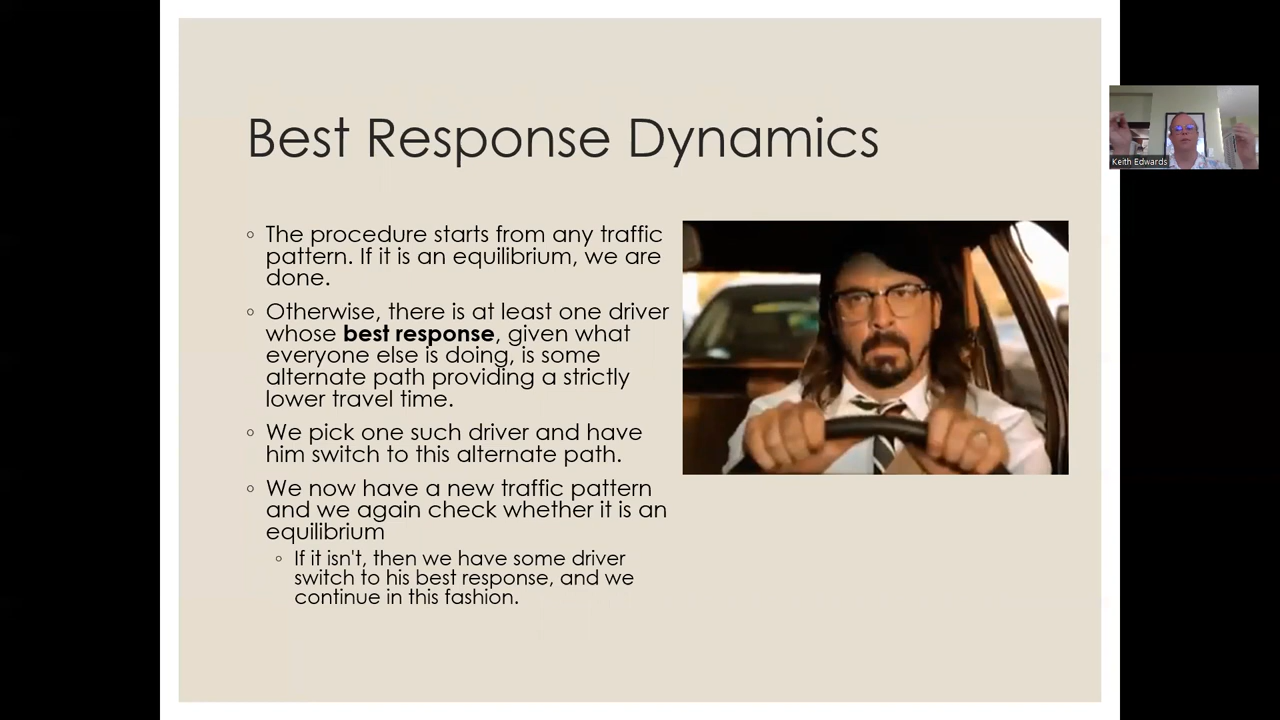 Best Response Dynamics
◦ The procedure starts from any traffic
pattern. If it is an equilibrium, we are
done.
◦ Otherwise, there is at least one driver
whose best response, given what
everyone else is doing, is some
alternate path providing a strictly
lower travel time.
◦ We pick one such driver and have
him switch to this alternate path.
◦ We now have a new traffic pattern
and we again check whether it is an
equilibrium
◦ If it isn't, then we have some driver
switch to his best response, and we
continue in this fashion.
Keith Edwards